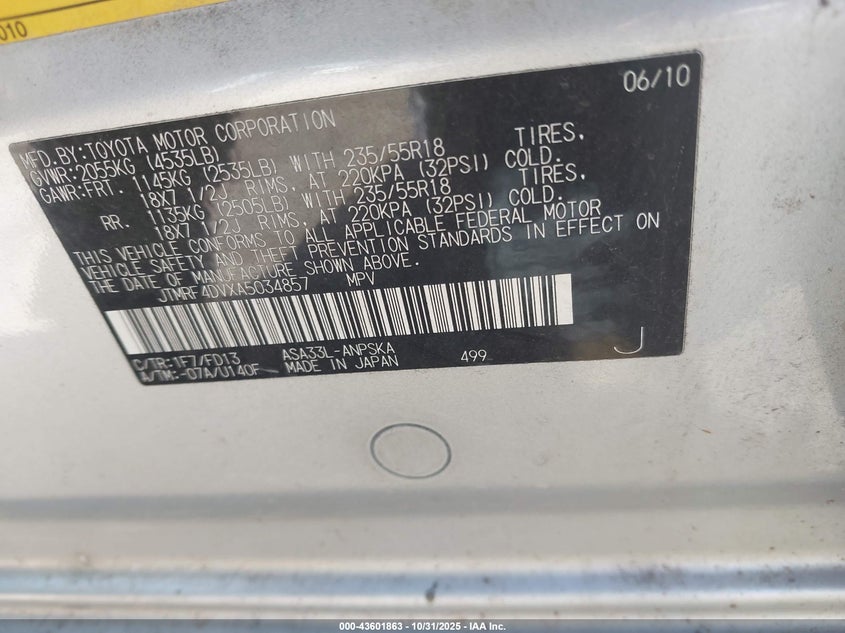 010
06/10
MFD.BY:TOYOTA MOTOR CORPORATION
GVWR:2055KG (4535LB)
GAWR:FRT. 1145KG (2535LB) WITH 235/55R18 TIRES,
18X7 1/2J RIMS, AT 220KPA (32PSI) COLD.
RR. 1135KG (2505LB) WITH 235/55R18 TIRES,
18X7 1/2J RIMS, AT 220KPA (32PSI) COLD.
THIS VEHICLE CONFORMS TO ALL APPLICABLE FEDERAL MOTOR
VEHICLE SAFETY AND THEFT PREVENTION STANDARDS IN EFFECT ON
THE DATE OF MANUFACTURE SHOWN ABOVE.
JTMRF4DVXA5034857 MPV
C/TR:1F7/FD13 ASA33L-ANPSKA 499
A/TM:-07A/U140F MADE IN JAPAN J
000-43601863 - 10/31/2025 - IAA Inc.